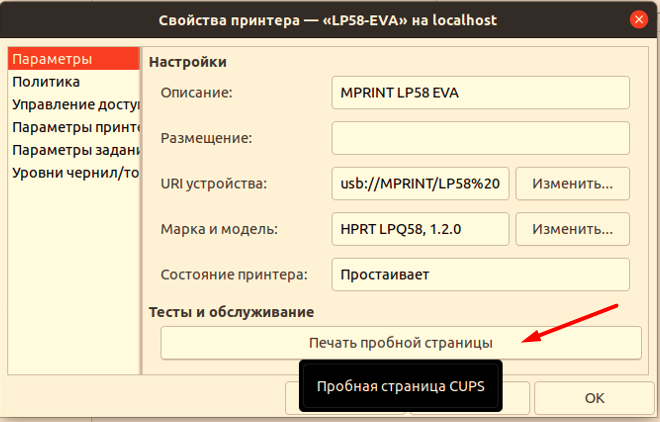 Свойства принтера — «LP58-EVA» на localhost
Параметры
Политика
Управление досту
Параметры принт
Параметры задани
Уровни чернил/то
Настройки
Описание: MPRINT LP58 EVA
Размещение:
URI устройства: usb://MPRINT/LP58%20 Изменить...
Марка и модель: HPRT LPQ58, 1.2.0 Изменить...
Состояние принтера: Простаивает
Тесты и обслуживание
Печать пробной страницы
Пробная страница CUPS
OK